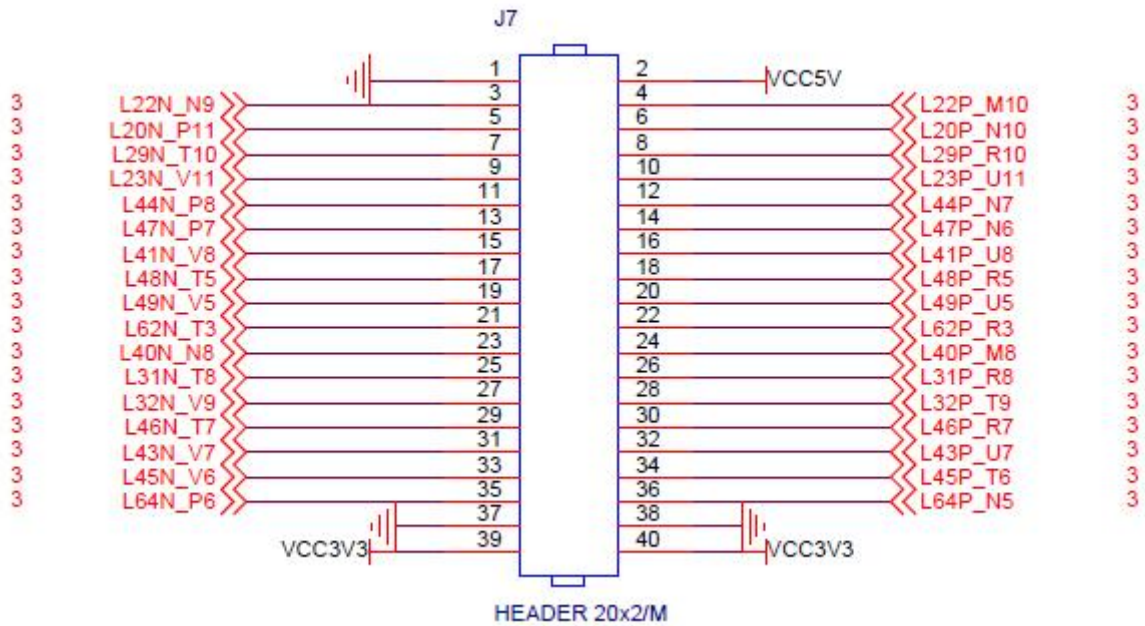 J7
1 2 VCC5V
3 L22N_N9 3 4 L22P_M10 3
3 L20N_P11 5 6 L20P_N10 3
3 L29N_T10 7 8 L29P_R10 3
3 L23N_V11 9 10 L23P_U11 3
3 L44N_P8 11 12 L44P_N7 3
3 L47N_P7 13 14 L47P_N6 3
3 L41N_V8 15 16 L41P_U8 3
3 L48N_T5 17 18 L48P_R5 3
3 L49N_V5 19 20 L49P_U5 3
3 L62N_T3 21 22 L62P_R3 3
3 L40N_N8 23 24 L40P_M8 3
3 L31N_T8 25 26 L31P_R8 3
3 L32N_V9 27 28 L32P_T9 3
3 L46N_T7 29 30 L46P_R7 3
3 L43N_V7 31 32 L43P_U7 3
3 L45N_V6 33 34 L45P_T6 3
3 L64N_P6 35 36 L64P_N5 3
37 38
VCC3V3 39 40 VCC3V3
HEADER 20x2/M